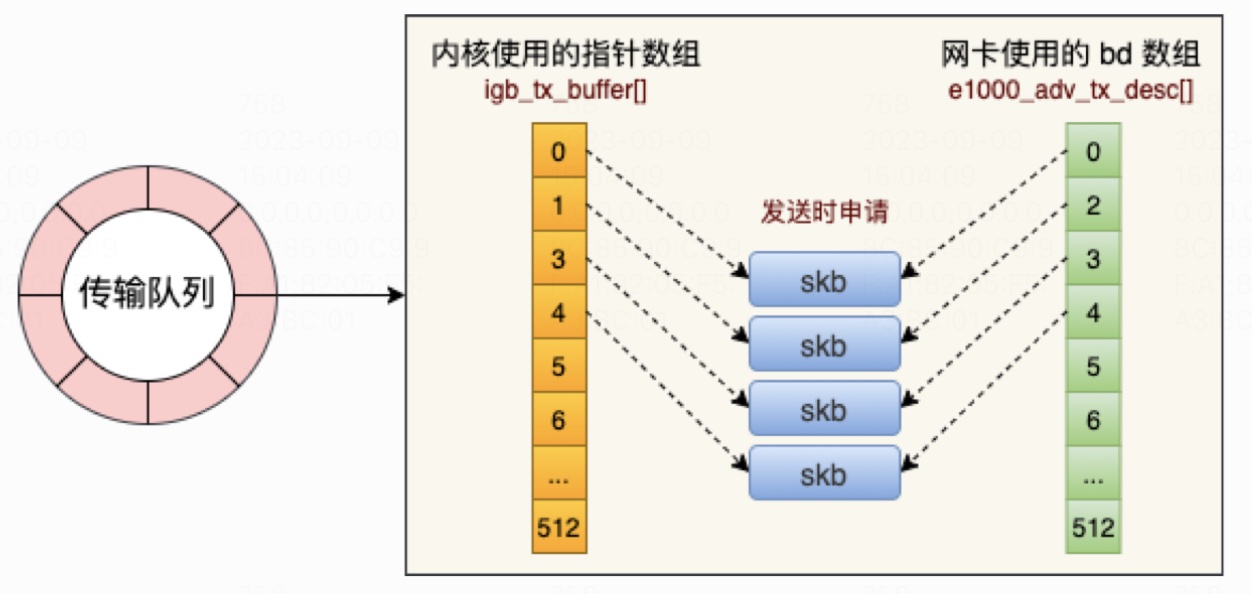 内核使用的指针数组
igb_tx_buffer[]
网卡使用的 bd 数组
e1000_adv_tx_desc[]
传输队列
发送时申请
0
1
3
4
5
6
...
512
skb
skb
skb
skb
0
2
3
4
5
6
...
512